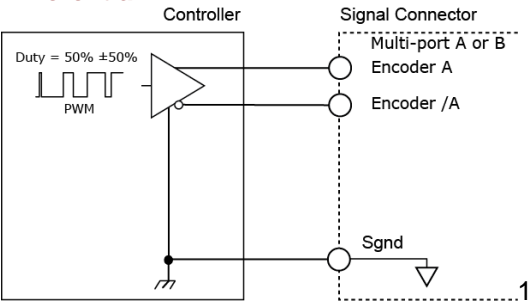 Controller
Signal Connector
Multi-port A or B
Duty = 50% ±50%
PWM
Encoder A
Encoder /A
Sgnd
1